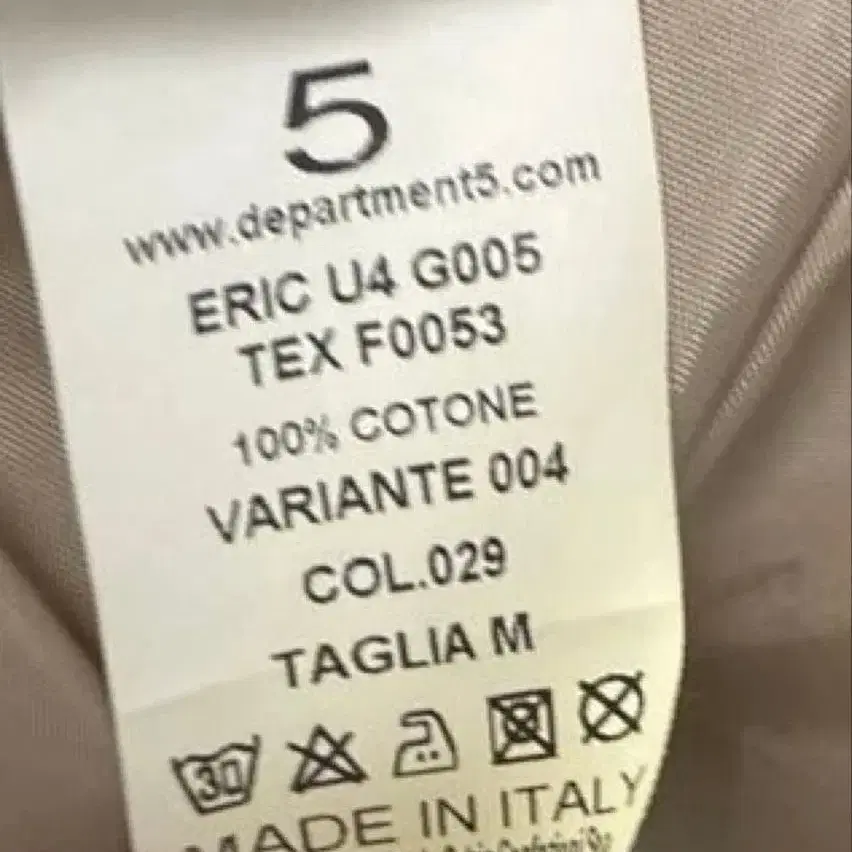 5
www.department5.com
ERIC U4 G005
TEX F0053
100% COTONE
VARIANTE 004
COL.029
TAGLIA M
30
MADE IN ITALY